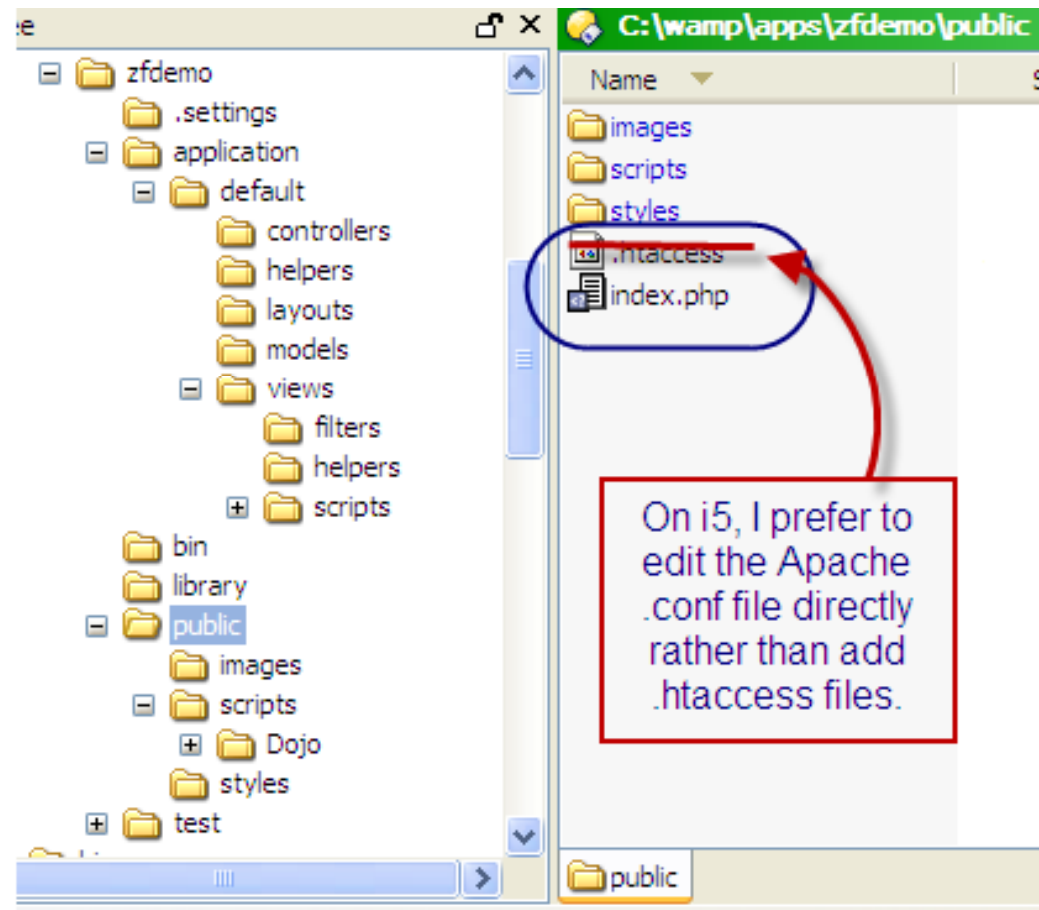 ee
C:\wamp\apps\zfdemo\public
zfdemo
.settings
application
default
controllers
helpers
layouts
models
views
filters
helpers
scripts
bin
library
public
images
scripts
Dojo
styles
test
Name
S
images
scripts
styles
.htaccess
index.php
On i5, I prefer to
edit the Apache
.conf file directly
rather than add
.htaccess files.
public